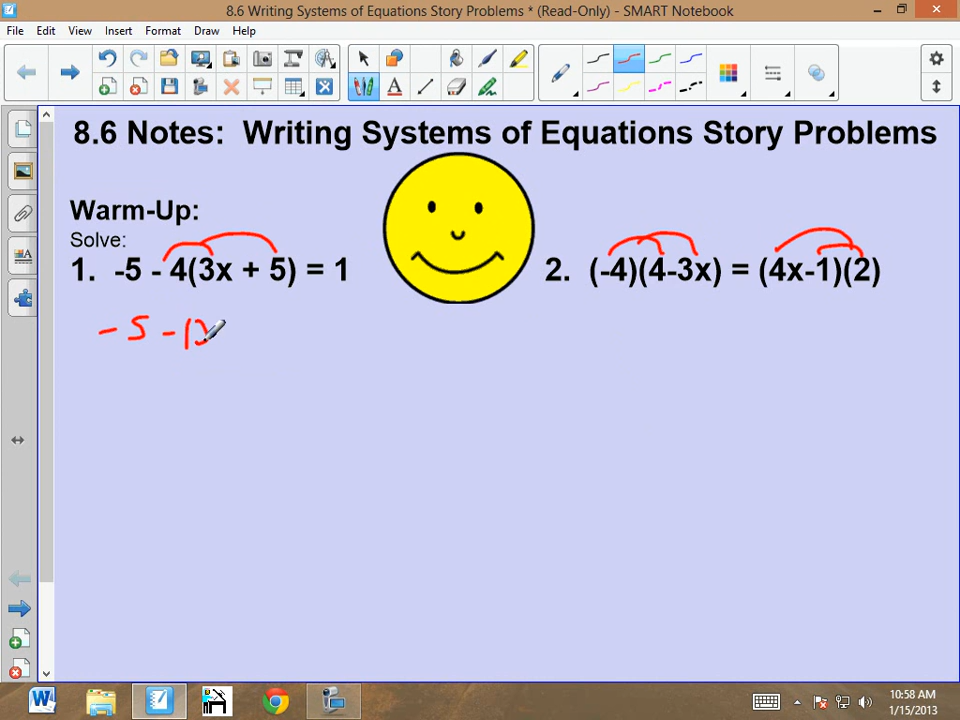 8.6 Writing Systems of Equations Story Problems * (Read-Only) - SMART Notebook
File Edit View Insert Format Draw Help
8.6 Notes: Writing Systems of Equations Story Problems
Warm-Up:
Solve:
1. -5 - 4(3x + 5) = 1
2. (-4)(4-3x) = (4x-1)(2)
- 5 - 12
10:58 AM
1/15/2013